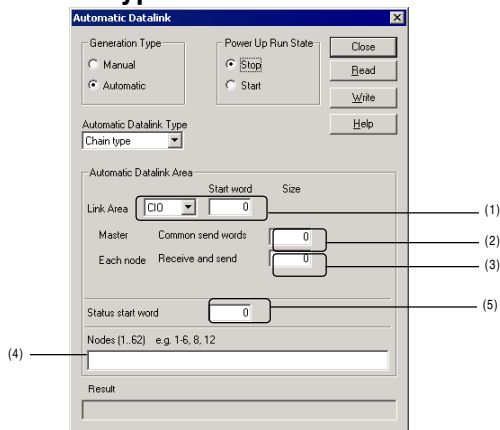 Automatic Datalink
Generation Type
Manual
Automatic
Power Up Run State
Stop
Start
Close
Read
Write
Help
Automatic Datalink Type
Chain type
Automatic Datalink Area
Start word Size
Link Area CIO 0 (1)
Master Common send words 0 (2)
Each node Receive and send 0 (3)
Status start word 0 (5)
Nodes (1..62) e.g. 1-6, 8, 12
(4)
Result